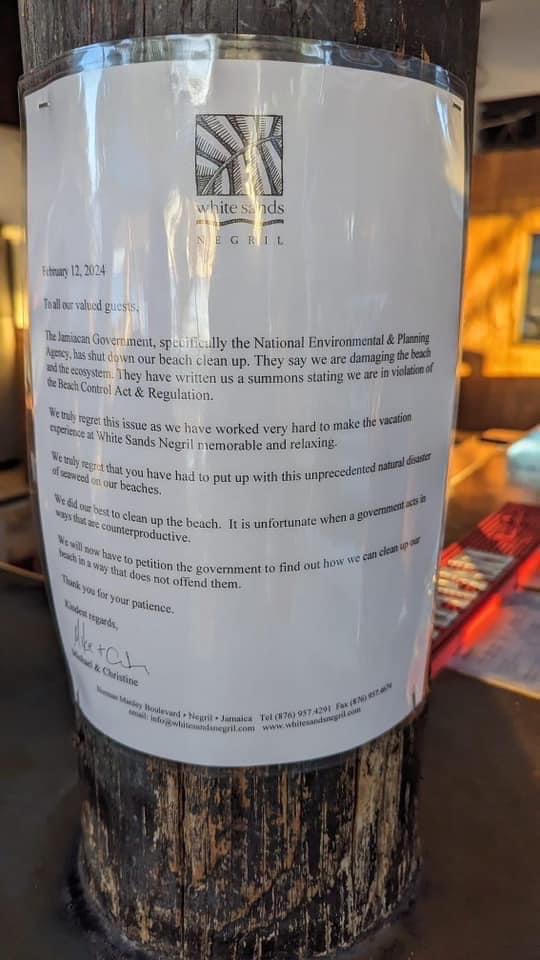 white sands
NEGRIL
February 12, 2024
To all our valued guests,
The Jamiacan Government, specifically the National Environmental & Planning
Agency, has shut down our beach clean up. They say we are damaging the beach
and the ecosystem. They have written us a summons stating we are in violation of
the Beach Control Act & Regulation.
We truly regret this issue as we have worked very hard to make the vacation
experience at White Sands Negril memorable and relaxing.
We truly regret that you have had to put up with this unprecedented natural disaster
of seaweed on our beaches.
We did our best to clean up the beach. It is unfortunate when a government acts in
ways that are counterproductive.
We will now have to petition the government to find out how we can clean up our
beach in a way that does not offend them.
Thank you for your patience.
Kindest regards,
Michael & Christine
Norman Manley Boulevard • Negril • Jamaica Tel (876) 957.4291 Fax (876) 957.4674
email: info@whitesandsnegril.com www.whitesandsnegril.com